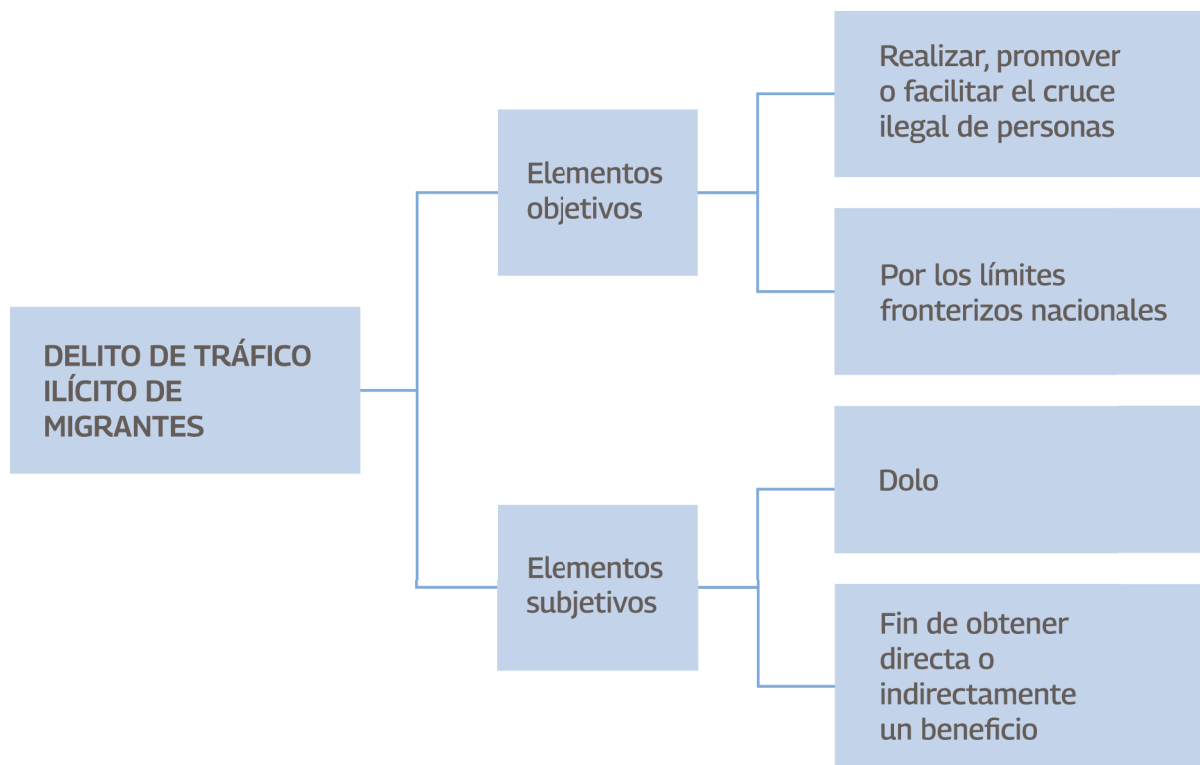 DELITO DE TRÁFICO
ILÍCITO DE
MIGRANTES
Elementos
objetivos
Realizar, promover
o facilitar el cruce
ilegal de personas
Por los límites
fronterizos nacionales
Elementos
subjetivos
Dolo
Fin de obtener
directa o
indirectamente
un beneficio